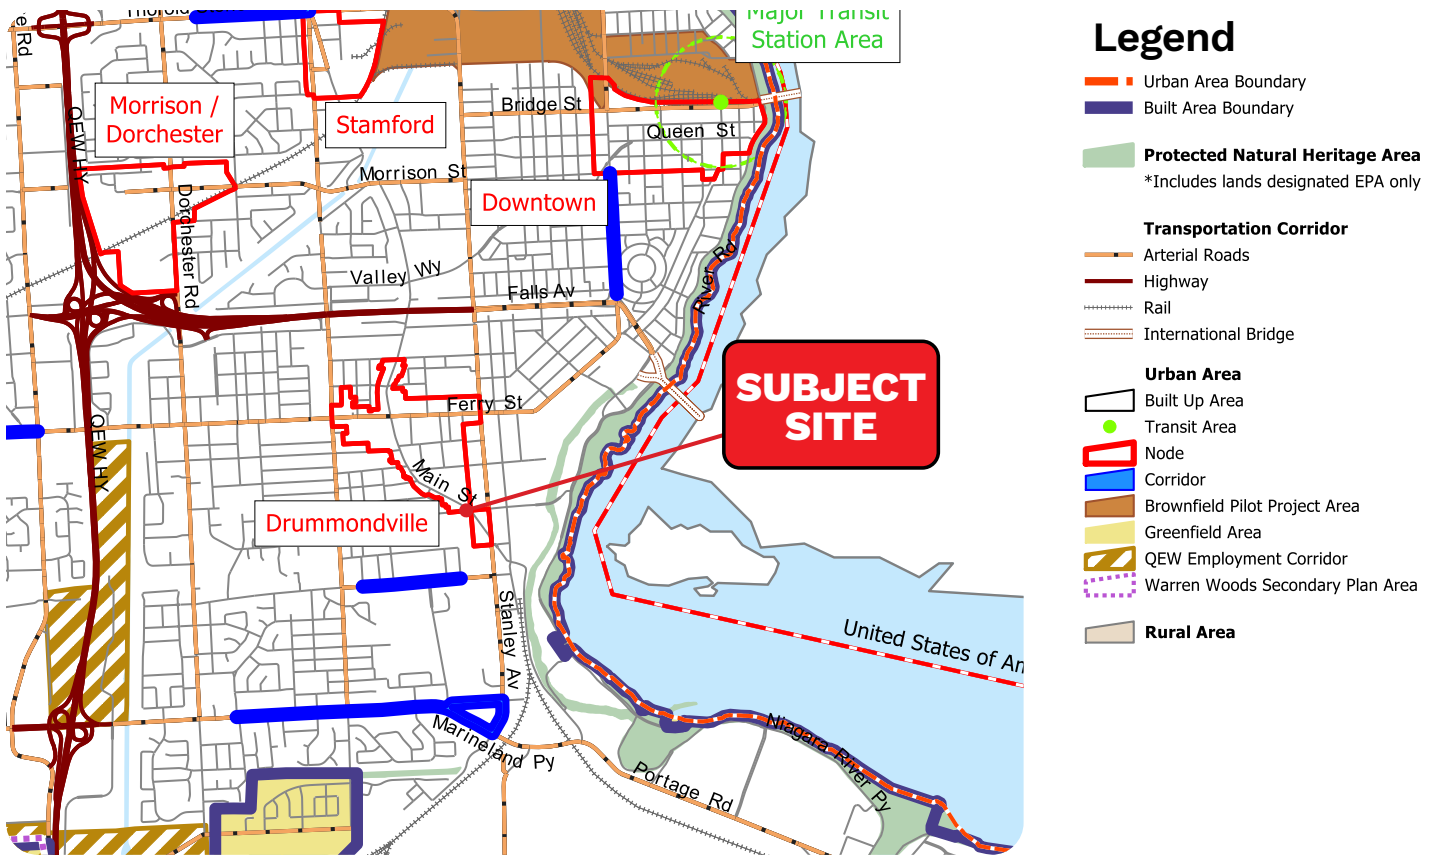 Major Transit
Station Area
e Rd
Morrison /
Dorchester
Stamford
Bridge St
Queen St
QEW HY
Morrison St
Downtown
Dorchester Rd
Valley Wy
Falls Av
River Rd
SUBJECT
SITE
Ferry St
QEW HY
Main St
Drummondville
Stanley Av
United States of Am
Marineland Py
Niagara River Py
Portage Rd
Legend
Urban Area Boundary
Built Area Boundary
Protected Natural Heritage Area
*Includes lands designated EPA only
Transportation Corridor
Arterial Roads
Highway
Rail
International Bridge
Urban Area
Built Up Area
Transit Area
Node
Corridor
Brownfield Pilot Project Area
Greenfield Area
QEW Employment Corridor
Warren Woods Secondary Plan Area
Rural Area